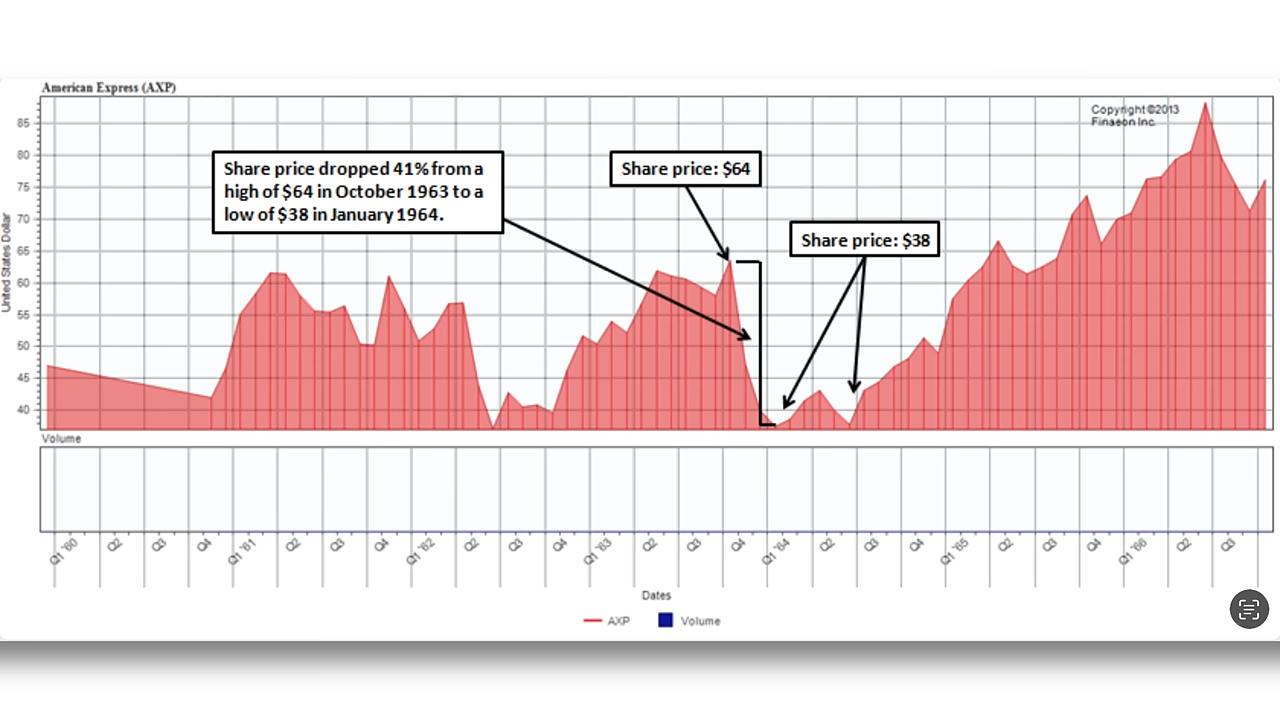 American Express (AXP)
Copyright ©2013
Finaeon Inc.
Share price dropped 41% from a
high of $64 in October 1963 to a
low of $38 in January 1964.
Share price: $64
Share price: $38
United States Dollar
85
80
75
70
65
60
55
50
45
40
Volume
Q1 '60 Q2 Q3 Q4 Q1 '61 Q2 Q3 Q4 Q1 '62 Q2 Q3 Q4 Q1 '63 Q2 Q3 Q4 Q1 '64 Q2 Q3 Q4 Q1 '65 Q2 Q3 Q4 Q1 '66 Q2 Q3
Dates
AXP Volume